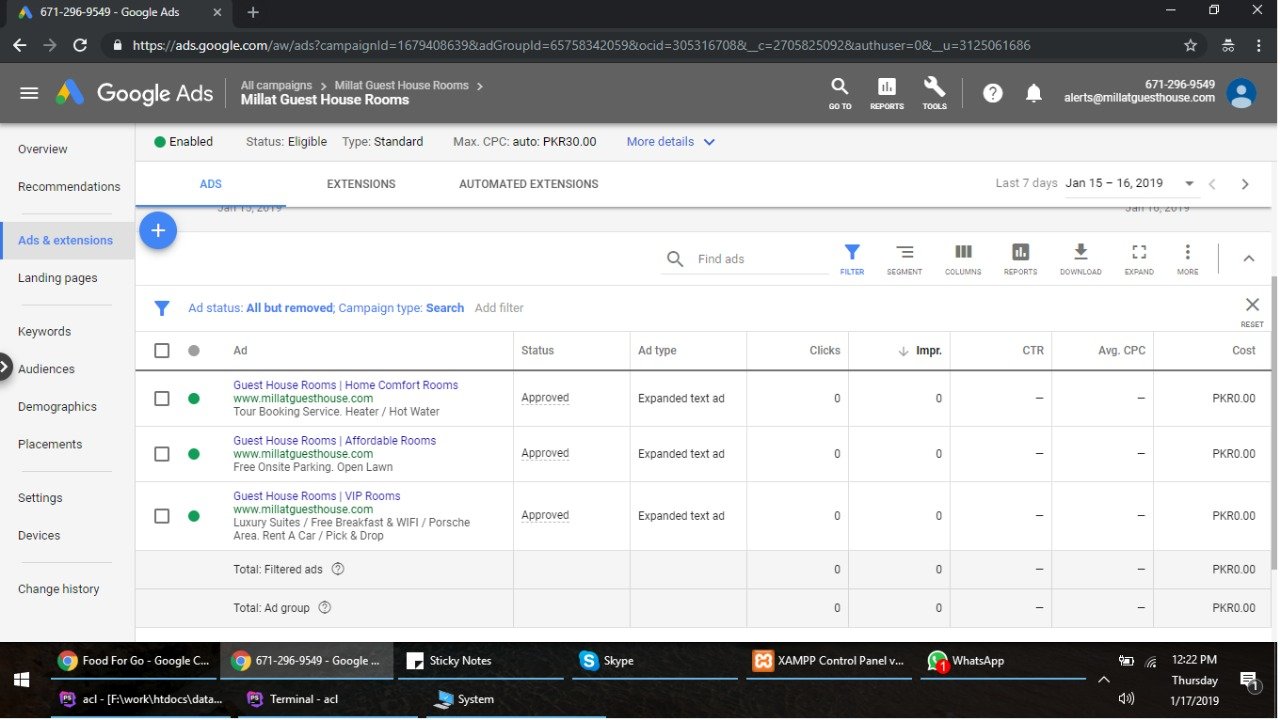 671-296-9549 - Google Ads
https://ads.google.com/aw/ads?campaignId=1679408639&adGroupId=65758342059&ocid=305316708&__c=2705825092&authuser=0&__u=3125061686
Google Ads
All campaigns > Millat Guest House Rooms >
Millat Guest House Rooms
GO TO
REPORTS
TOOLS
671-296-9549
alerts@millatguesthouse.com
Overview
Recommendations
Ads & extensions
Landing pages
Keywords
Audiences
Demographics
Placements
Settings
Devices
Change history
Enabled Status: Eligible Type: Standard Max. CPC: auto: PKR30.00 More details
ADS EXTENSIONS AUTOMATED EXTENSIONS Last 7 days Jan 15 – 16, 2019
Jan 15, 2019 Jan 16, 2019
Find ads
FILTER SEGMENT COLUMNS REPORTS DOWNLOAD EXPAND MORE
Ad status: All but removed; Campaign type: Search Add filter
RESET
Ad Status Ad type Clicks Impr. CTR Avg. CPC Cost
Guest House Rooms | Home Comfort Rooms
www.millatguesthouse.com
Tour Booking Service. Heater / Hot Water
Approved Expanded text ad 0 0 – – PKR0.00
Guest House Rooms | Affordable Rooms
www.millatguesthouse.com
Free Onsite Parking. Open Lawn
Approved Expanded text ad 0 0 – – PKR0.00
Guest House Rooms | VIP Rooms
www.millatguesthouse.com
Luxury Suites / Free Breakfast & WIFI / Porsche
Area. Rent A Car / Pick & Drop
Approved Expanded text ad 0 0 – – PKR0.00
Total: Filtered ads 0 0 – – PKR0.00
Total: Ad group 0 0 – – PKR0.00
Food For Go - Google C... 671-296-9549 - Google ... Sticky Notes Skype XAMPP Control Panel v... 1 WhatsApp
acl - [F:\work\htdocs\data... Terminal - acl System
12:22 PM
Thursday
1/17/2019
1